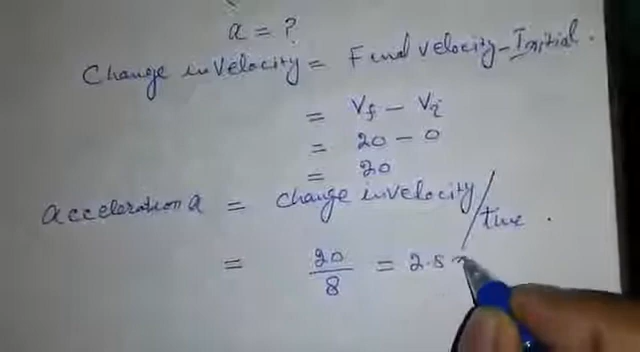 a = ?
Change in Velocity = Final velocity - Initial.
= Vf - Vi
= 20 - 0
= 20
acceleration a = change in velocity / time.
= 20/8 = 2.5 m